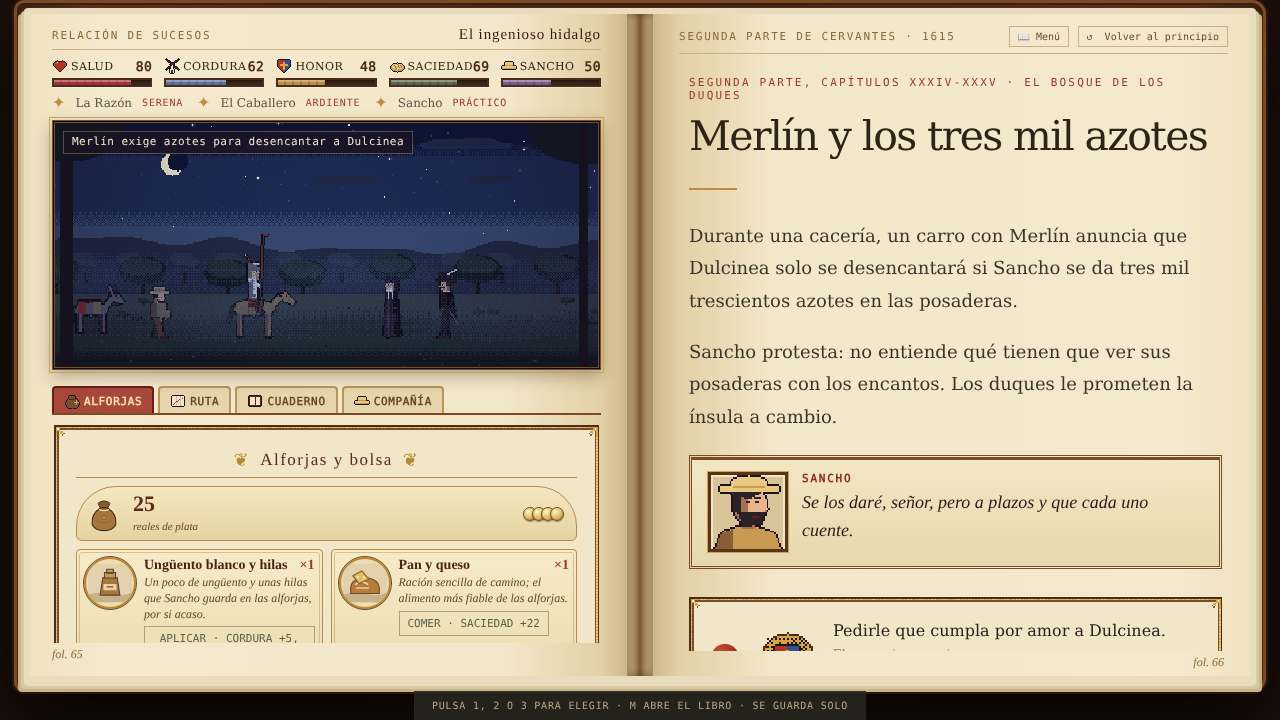 RELACIÓN DE SUCESOS
El ingenioso hidalgo
SALUD 80
CORDURA 62
HONOR 48
SACIEDAD 69
SANCHO 50
La Razón SERENA
El Caballero ARDIENTE
Sancho PRÁCTICO
Merlín exige azotes para desencantar a Dulcinea
ALFORJAS
RUTA
CUADERNO
COMPAÑÍA
Alforjas y bolsa
25
reales de plata
Ungüento blanco y hilas ×1
Un poco de ungüento y unas hilas
que Sancho guarda en las alforjas,
por si acaso.
APLICAR · CORDURA +5,
Pan y queso ×1
Ración sencilla de camino; el
alimento más fiable de las alforjas.
COMER · SACIEDAD +22
fol. 65
SEGUNDA PARTE DE CERVANTES · 1615
Menú
Volver al principio
SEGUNDA PARTE, CAPÍTULOS XXXIV-XXXV · EL BOSQUE DE LOS
DUQUES
Merlín y los tres mil azotes
Durante una cacería, un carro con Merlín anuncia que
Dulcinea solo se desencantará si Sancho se da tres mil
trescientos azotes en las posaderas.
Sancho protesta: no entiende qué tienen que ver sus
posaderas con los encantos. Los duques le prometen la
ínsula a cambio.
SANCHO
Se los daré, señor, pero a plazos y que cada uno
cuente.
Pedirle que cumpla por amor a Dulcinea.
fol. 66
PULSA 1, 2 O 3 PARA ELEGIR · M ABRE EL LIBRO · SE GUARDA SOLO